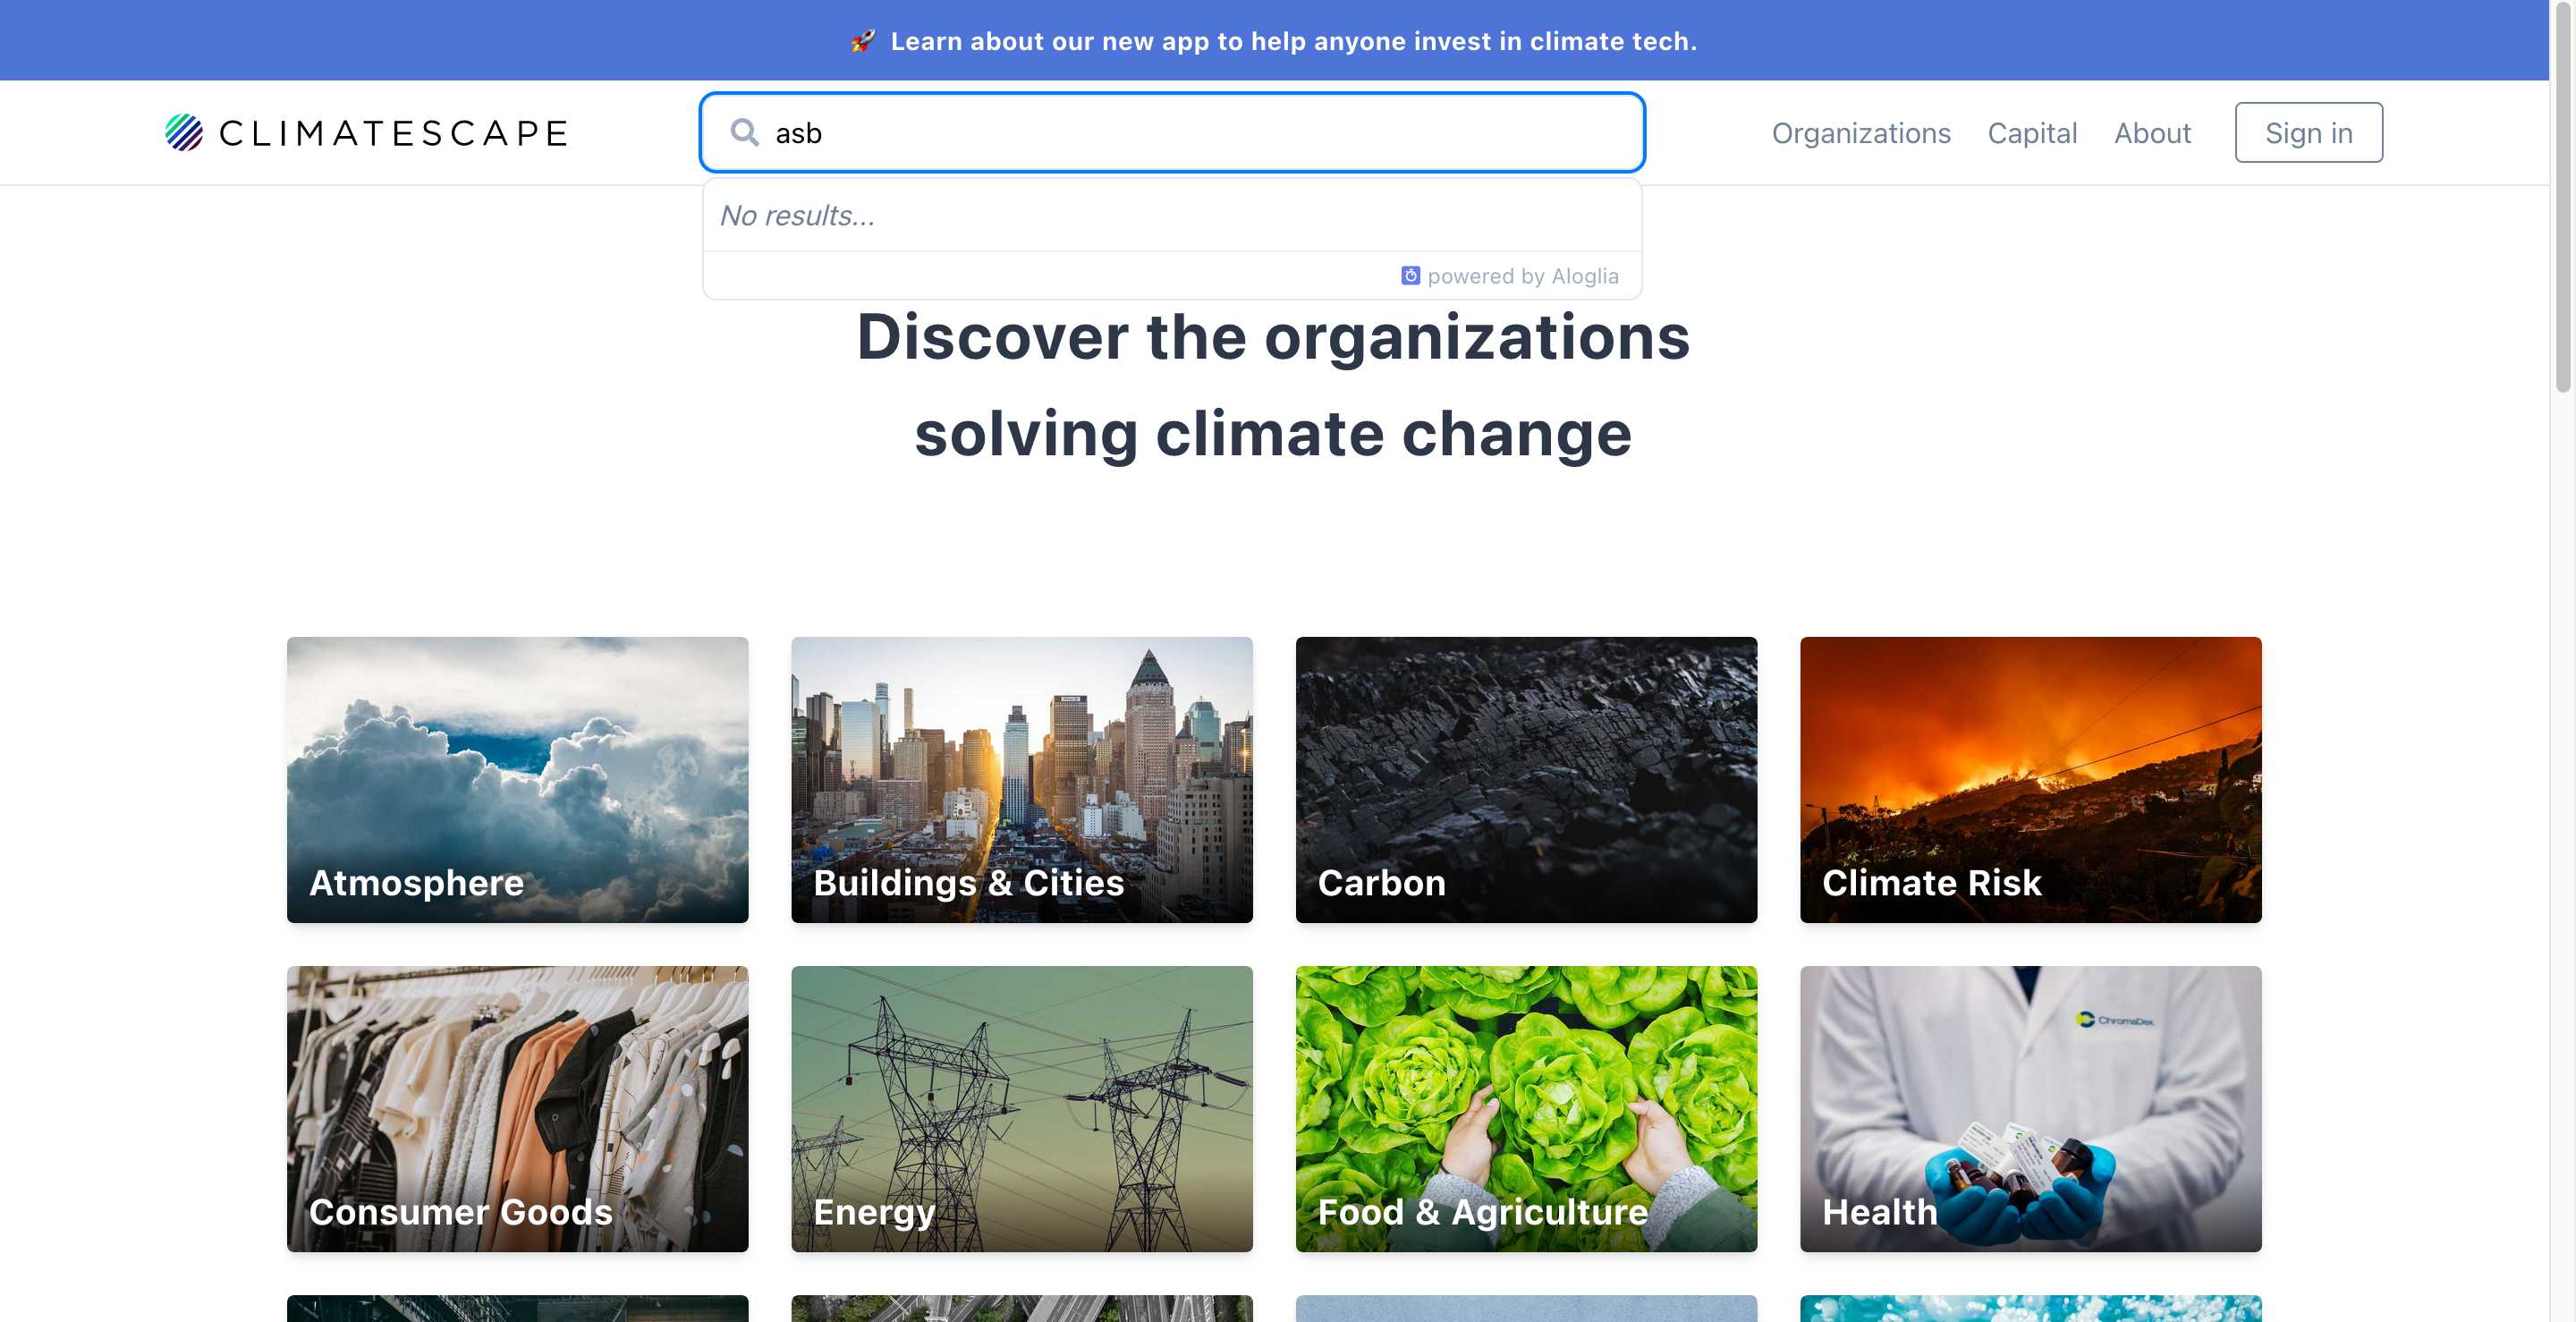 🚀 Learn about our new app to help anyone invest in climate tech.
CLIMATESCAPE
asb
Organizations
Capital
About
Sign in
No results...
powered by Aloglia
Discover the organizations
solving climate change
Atmosphere
Buildings & Cities
Carbon
Climate Risk
Consumer Goods
Energy
Food & Agriculture
Health
ChromaDex